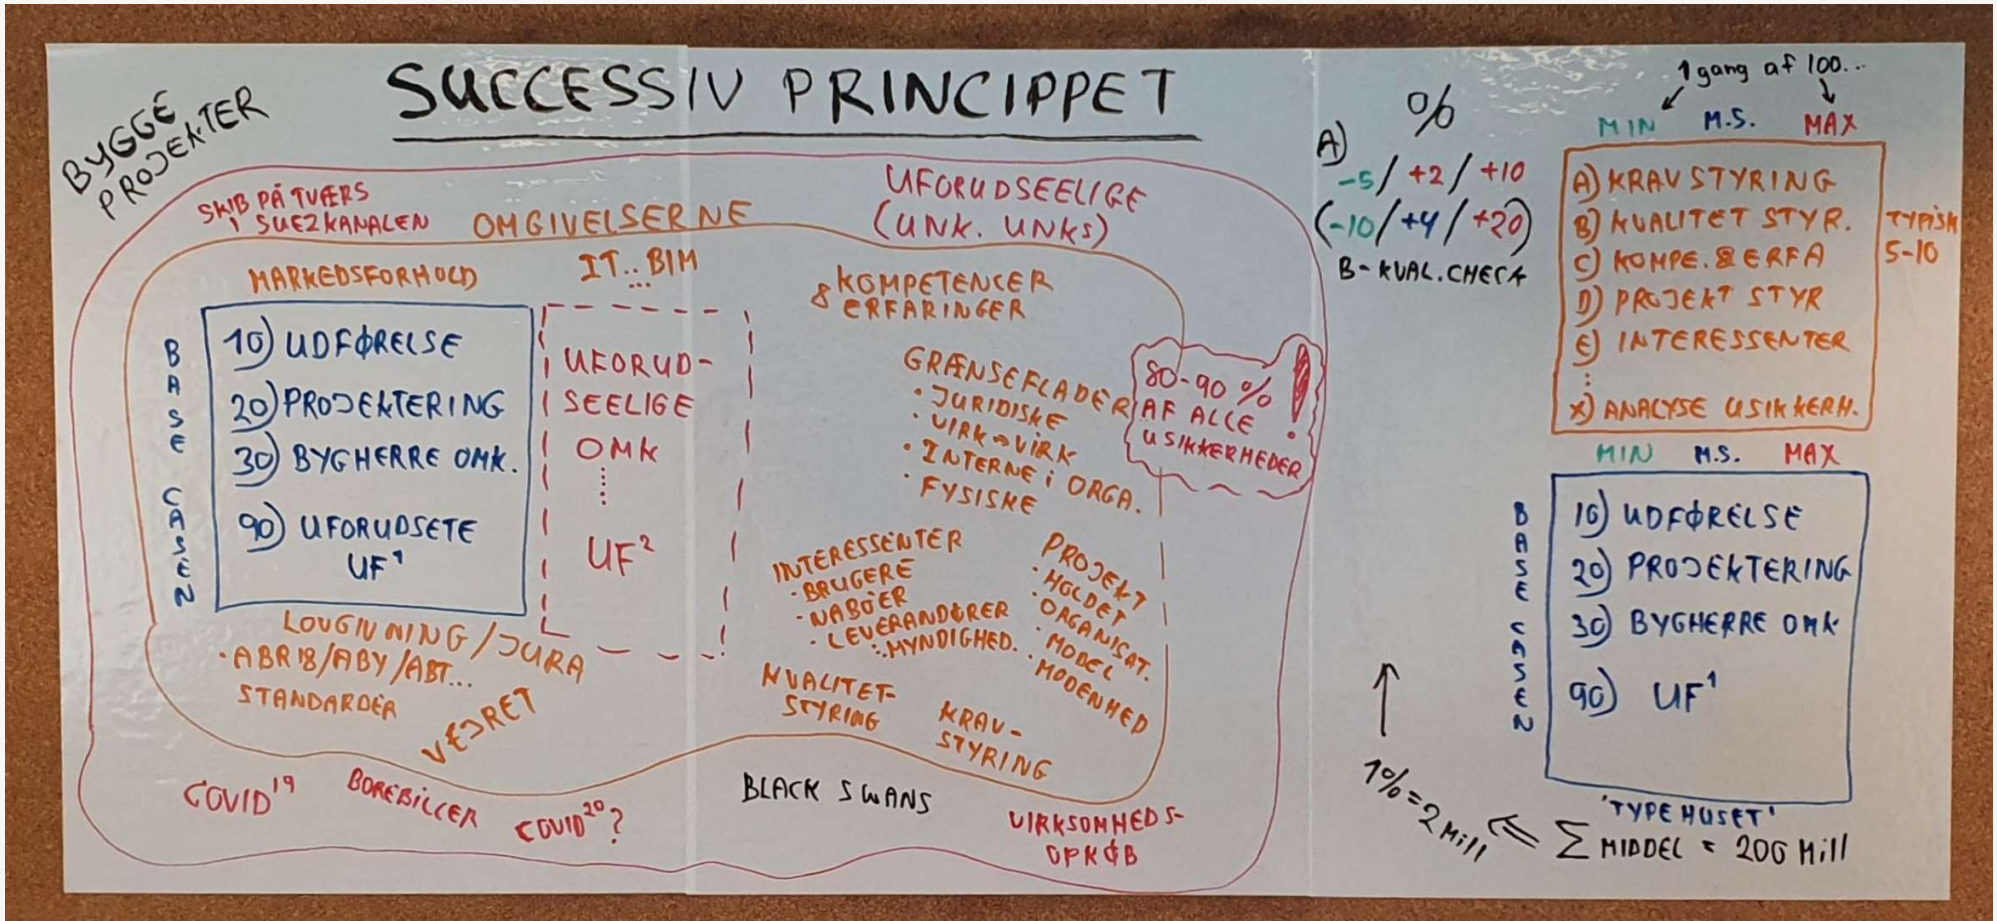 BYGGE
PROJEKTER
SUCCESSIV PRINCIPPET
SKIB PÅ TVÆRS
I SUEZKANALEN
OMGIVELSERNE
UFORUDSEELIGE
(UNK. UNKS)
MARKEDSFORHOLD
IT.. BIM
...
KOMPETENCER
& ERFARINGER
BASE CASEN
10) UDFØRELSE
20) PROJEKTERING
30) BYGHERRE OMK.
90) UFORUDSETE
UF¹
UFORUD-
SEELIGE
OMK
UF²
GRÆNSEFLADER
· JURIDISKE
· VIRK→VIRK
· INTERNE i ORGA.
· FYSISKE
80-90 %
AF ALLE
USIKKERHEDER
!
INTERESSENTER
· BRUGERE
· NABOER
· LEVERANDØRER
· MYNDIGHED.
PROJEKT
· HOLDET
· ORGANISAT.
· MODEL
· MODENHED
LOVGIVNING/JURA
· ABR18/ABY/ABT...
STANDARDER
VEJRET
KVALITET-
STYRING
KRAV-
STYRING
COVID¹⁹
BOREBILLER
COVID²⁰?
BLACK SWANS
VIRKSOMHEDS-
OPKØB
%
A)
-5/ +2/ +10
(-10/ +4/ +20)
B-KVAL.CHECK
1 gang af 100...
MIN M.S. MAX
A) KRAVSTYRING
B) KVALITET STYR.
C) KOMPE. & ERFA
D) PROJEKT STYR
E) INTERESSENTER
X) ANALYSE USIKKERH.
TYPISK
5-10
MIN M.S. MAX
BASE CASEN
10) UDFØRELSE
20) PROJEKTERING
30) BYGHERRE OMK
90) UF¹
'TYPEHUSET'
∑ MIDDEL = 200 Mill
1% = 2 Mill